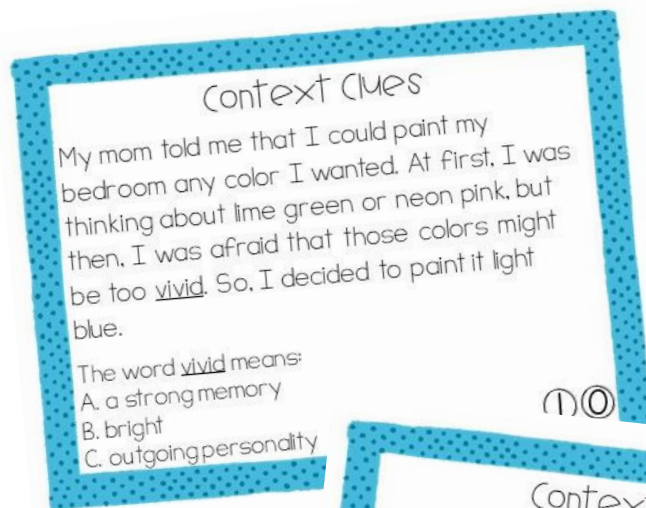 Context Clues
My mom told me that I could paint my
bedroom any color I wanted. At first, I was
thinking about lime green or neon pink, but
then, I was afraid that those colors might
be too vivid. So, I decided to paint it light
blue.
The word vivid means:
A. a strong memory
B. bright
C. outgoing personality
10